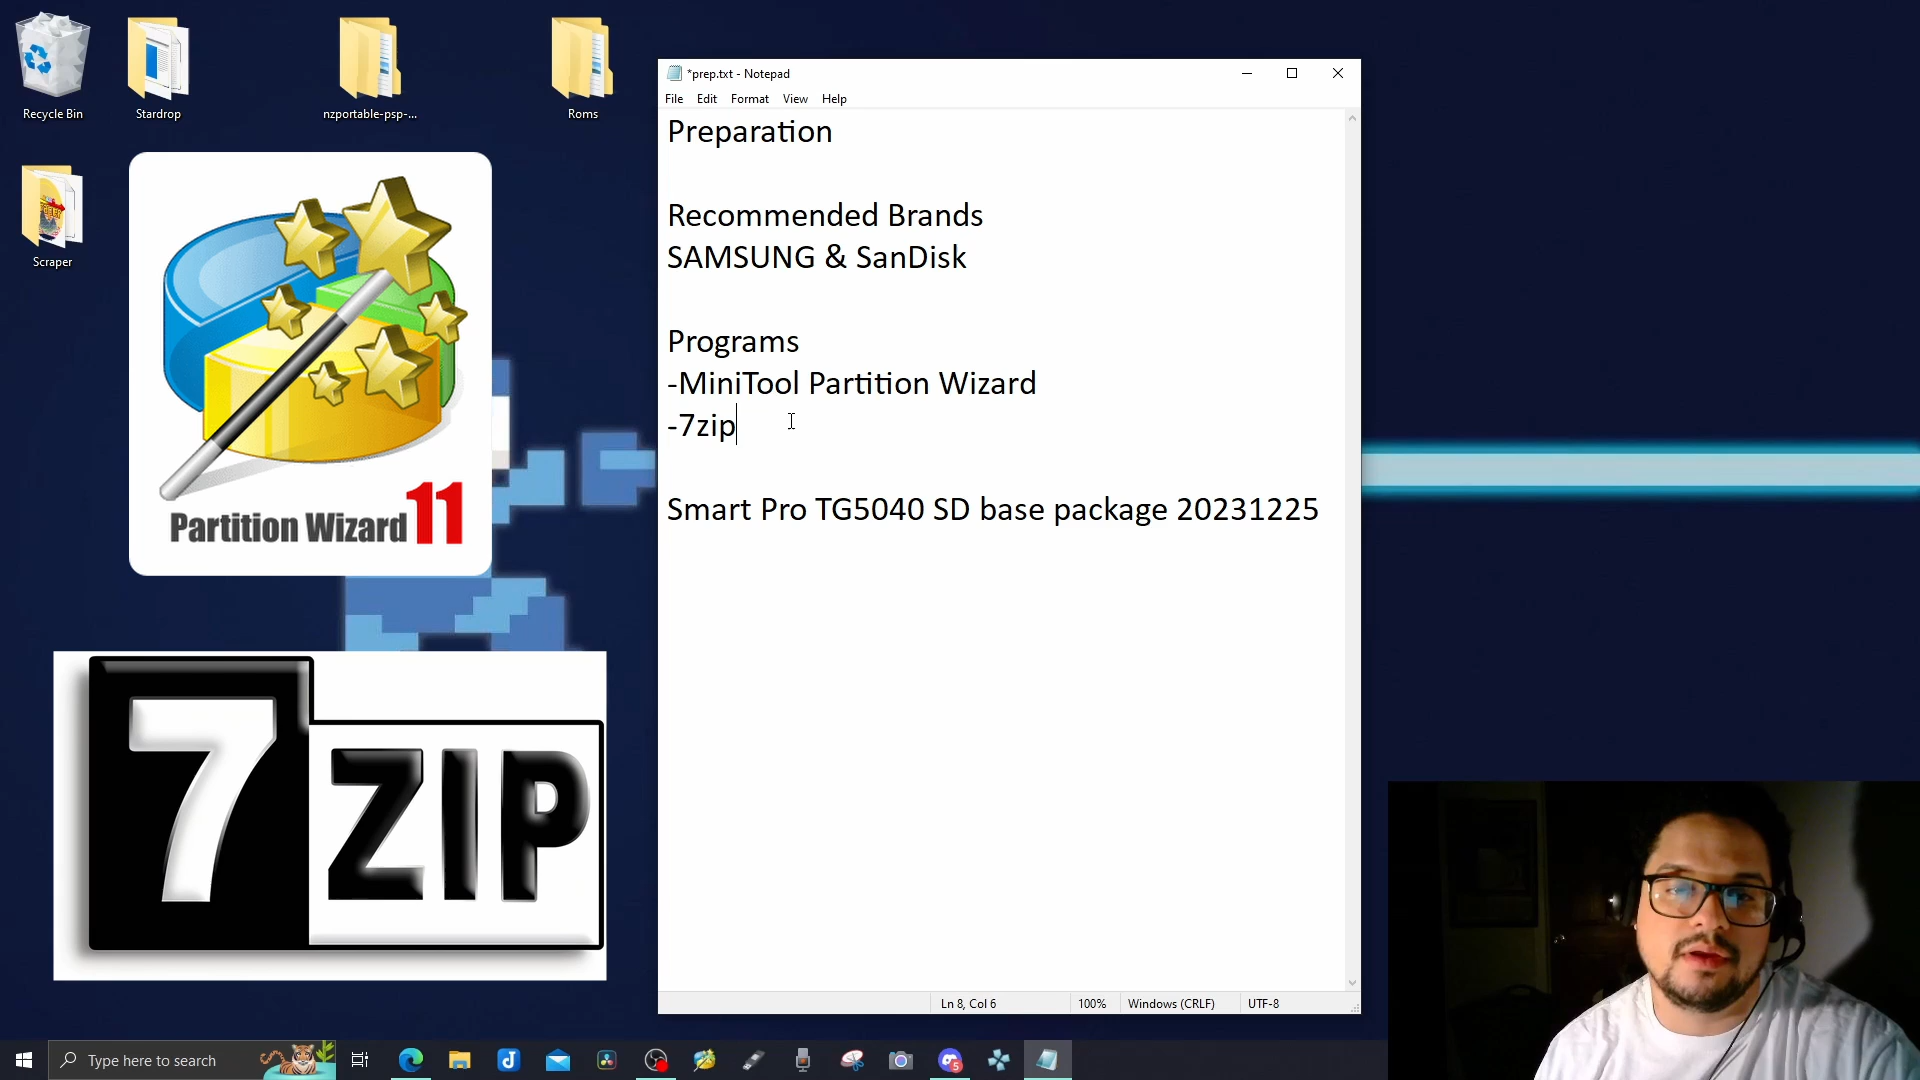 Recycle Bin
Stardrop
nzportable-psp-...
Roms
Scraper
Partition Wizard 11
7 ZIP
*prep.txt - Notepad
File Edit Format View Help
Preparation
Recommended Brands
SAMSUNG & SanDisk
Programs
-MiniTool Partition Wizard
-7zip
Smart Pro TG5040 SD base package 20231225
Ln 8, Col 6
100%
Windows (CRLF)
UTF-8
Type here to search
5